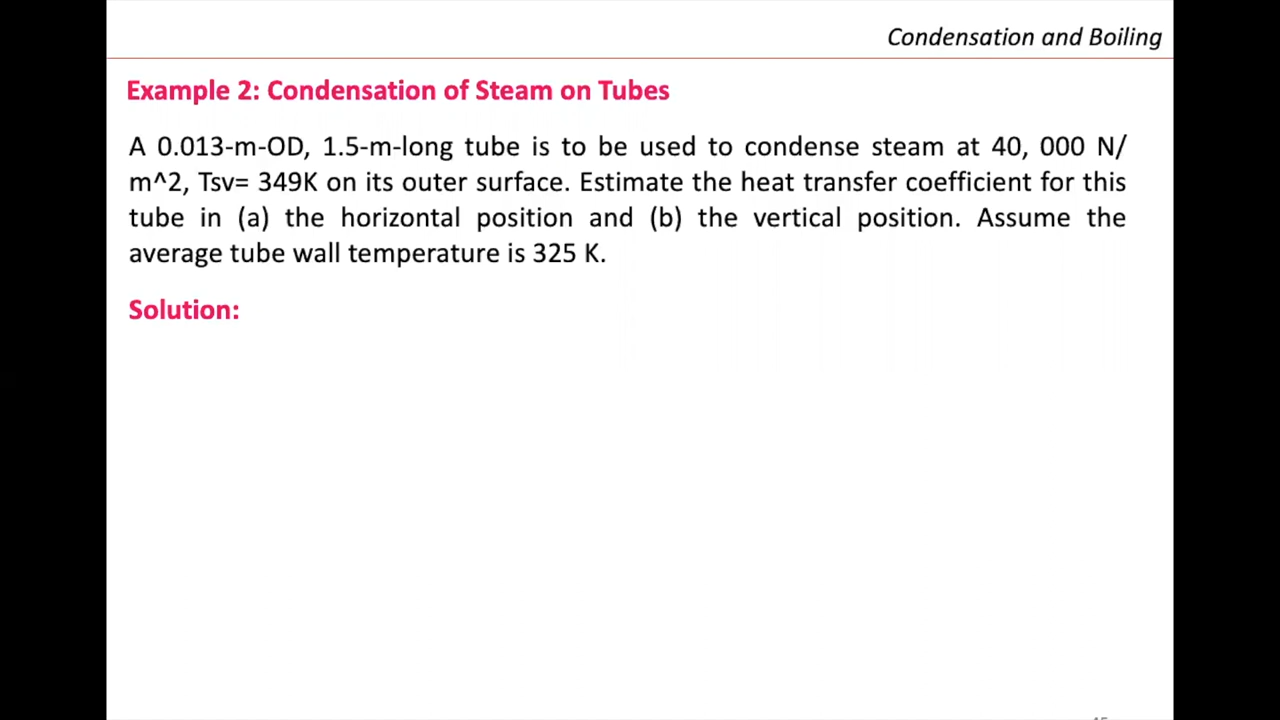 Condensation and Boiling
Example 2: Condensation of Steam on Tubes
A 0.013-m-OD, 1.5-m-long tube is to be used to condense steam at 40, 000 N/
m^2, Tsv= 349K on its outer surface. Estimate the heat transfer coefficient for this
tube in (a) the horizontal position and (b) the vertical position. Assume the
average tube wall temperature is 325 K.
Solution: